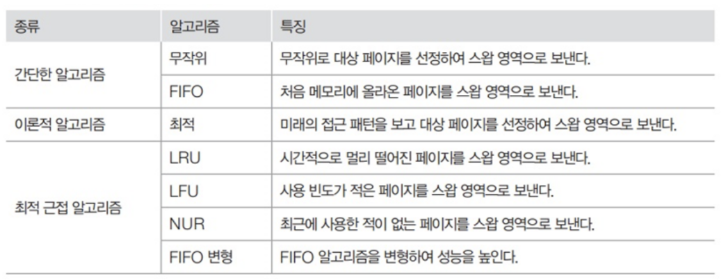 종류 알고리즘 특징
간단한 알고리즘 무작위 무작위로 대상 페이지를 선정하여 스왑 영역으로 보낸다.
FIFO 처음 메모리에 올라온 페이지를 스왑 영역으로 보낸다.
이론적 알고리즘 최적 미래의 접근 패턴을 보고 대상 페이지를 선정하여 스왑 영역으로 보낸다.
최적 근접 알고리즘 LRU 시간적으로 멀리 떨어진 페이지를 스왑 영역으로 보낸다.
LFU 사용 빈도가 적은 페이지를 스왑 영역으로 보낸다.
NUR 최근에 사용한 적이 없는 페이지를 스왑 영역으로 보낸다.
FIFO 변형 FIFO 알고리즘을 변형하여 성능을 높인다.